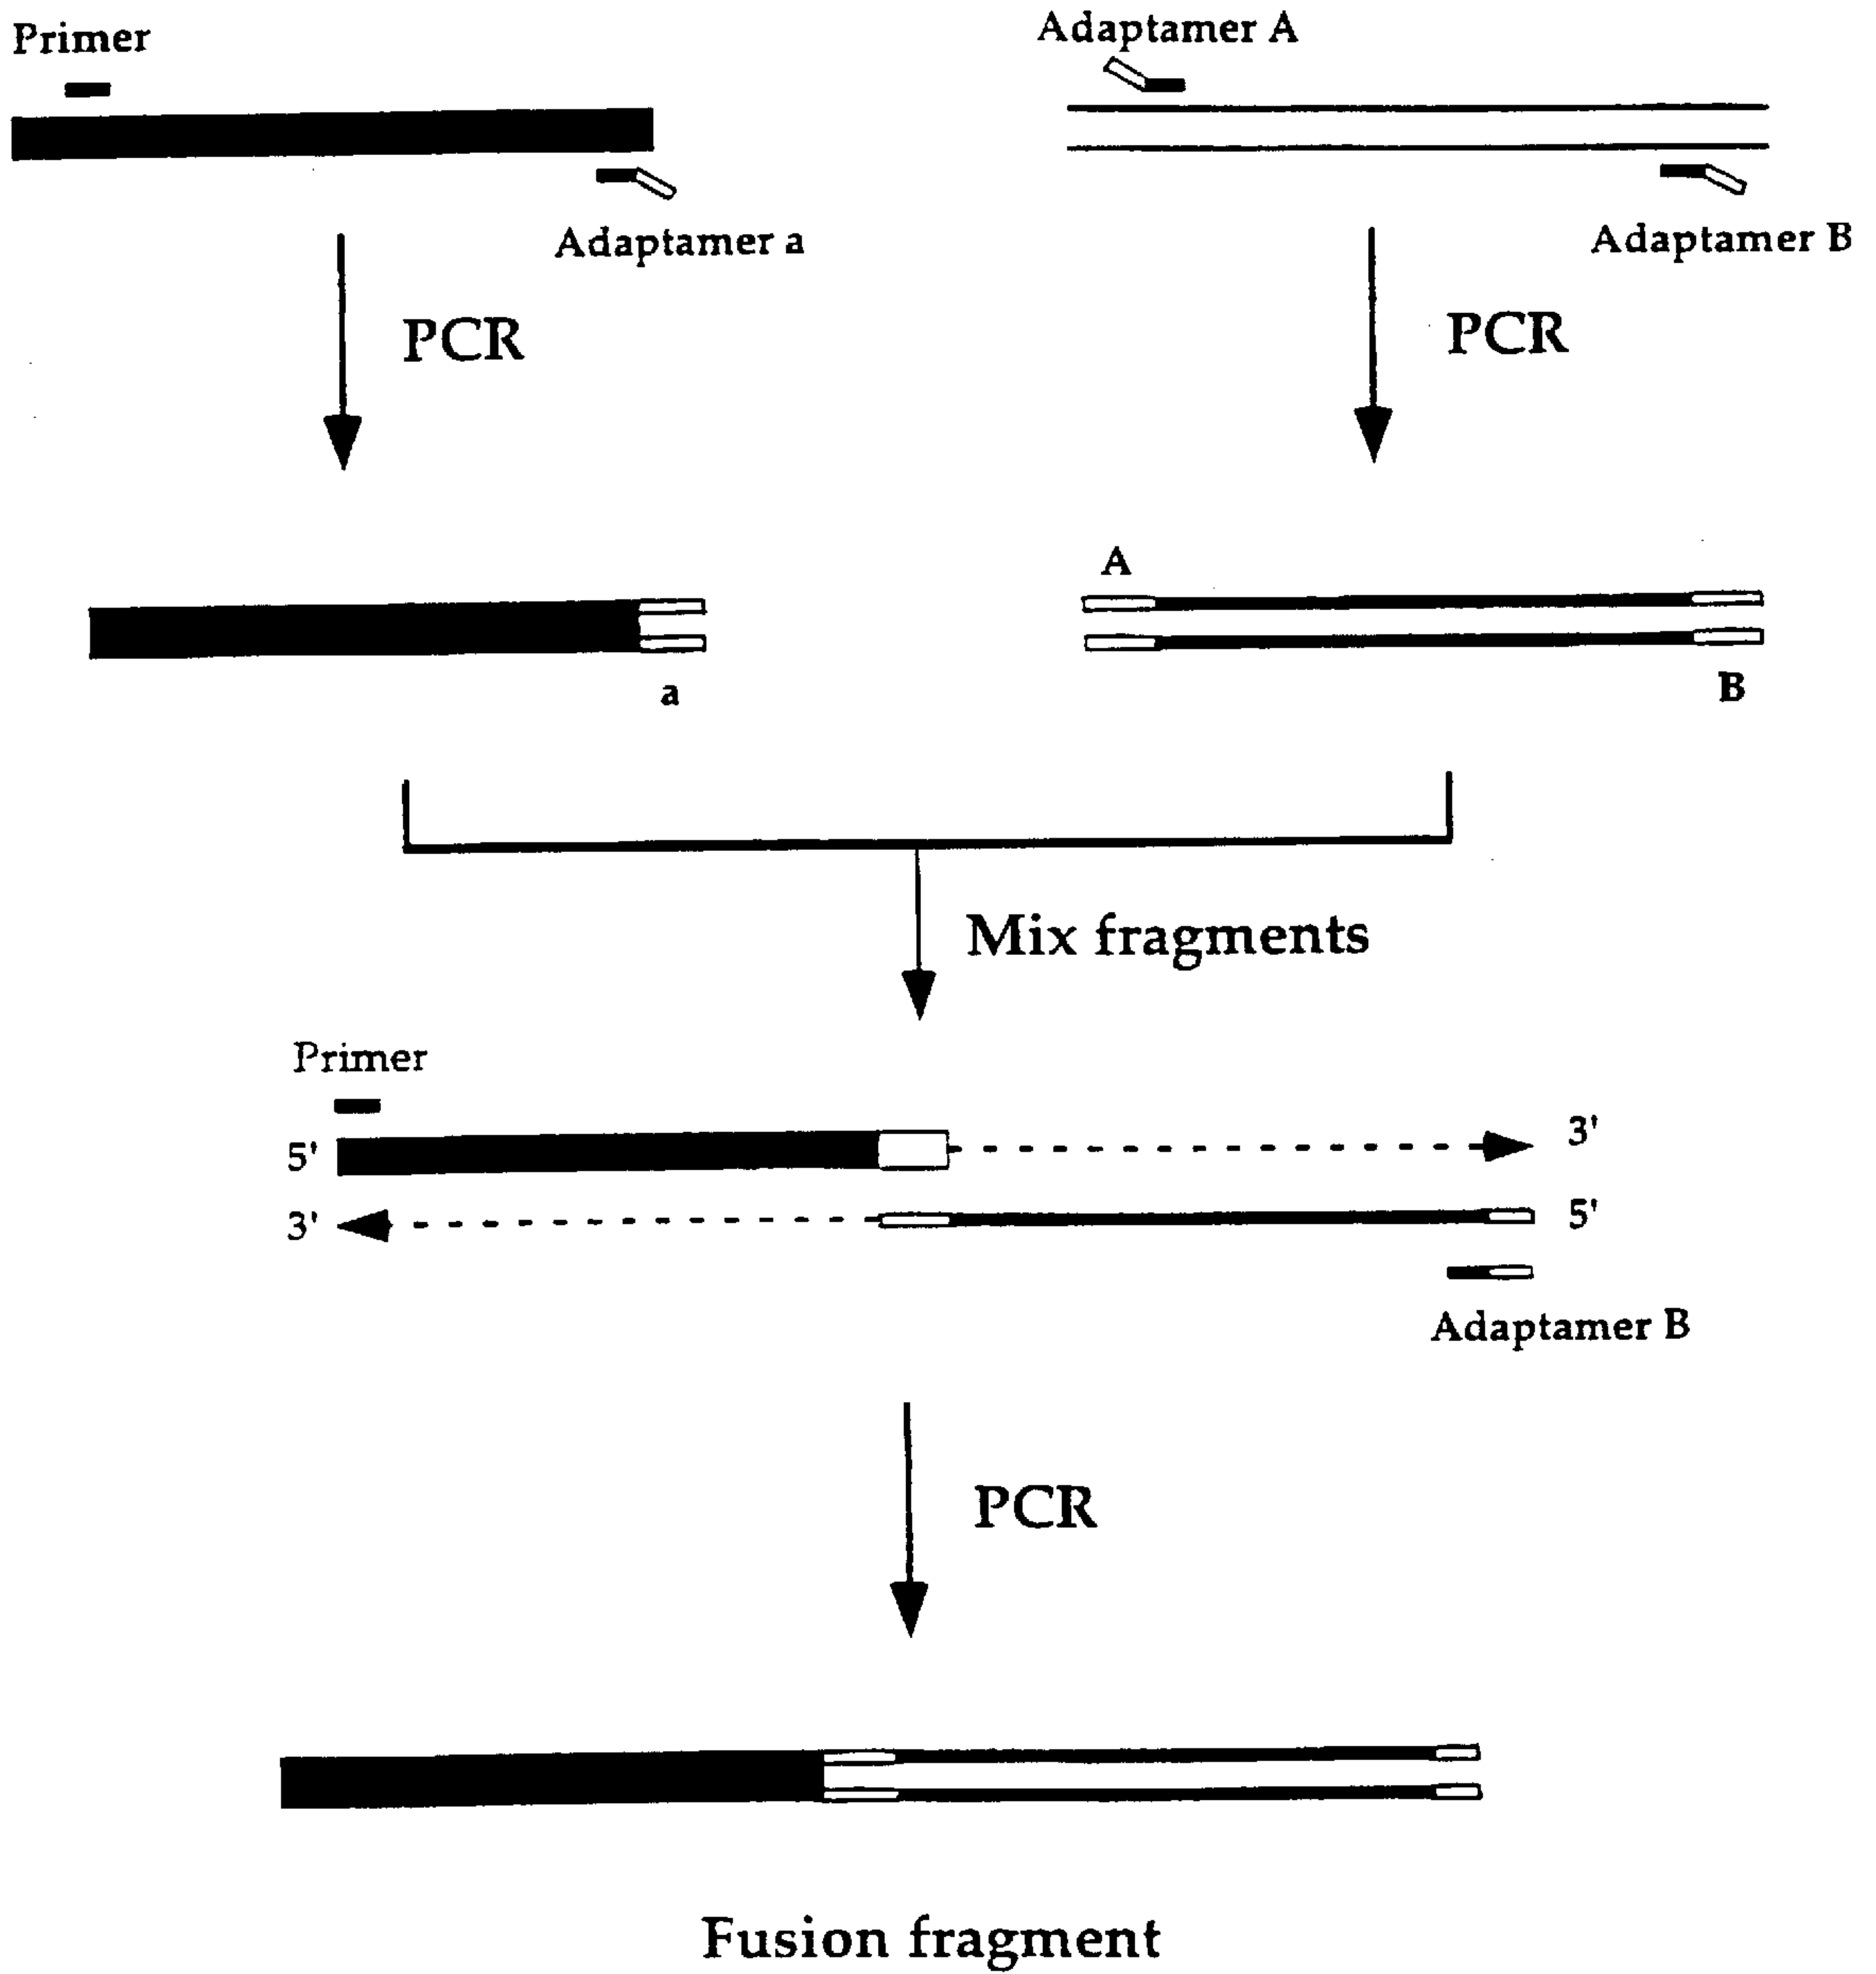 Primer
Adaptamer A
Adaptamer a
Adaptamer B
PCR
PCR
A
a
B
Mix fragments
Primer
5' 3'
3' 5'
Adaptamer B
PCR
Fusion fragment